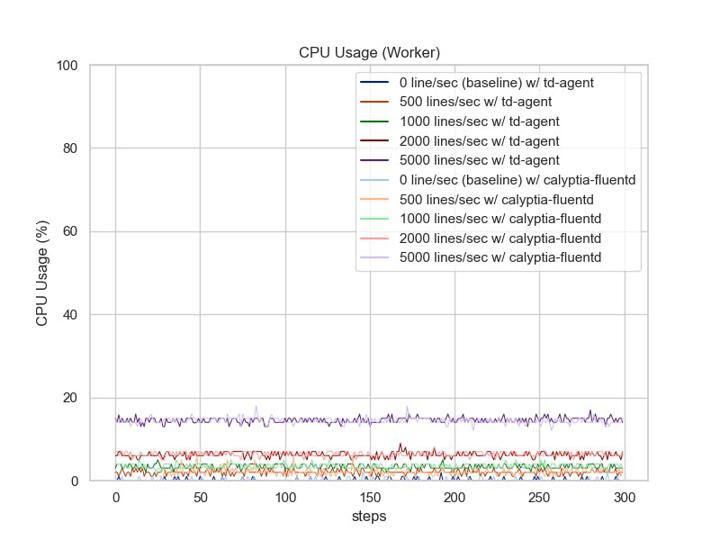 CPU Usage (Worker)
100
80
60
40
20
0
CPU Usage (%)
0 line/sec (baseline) w/ td-agent
500 lines/sec w/ td-agent
1000 lines/sec w/ td-agent
2000 lines/sec w/ td-agent
5000 lines/sec w/ td-agent
0 line/sec (baseline) w/ calyptia-fluentd
500 lines/sec w/ calyptia-fluentd
1000 lines/sec w/ calyptia-fluentd
2000 lines/sec w/ calyptia-fluentd
5000 lines/sec w/ calyptia-fluentd
0 50 100 150 200 250 300
steps